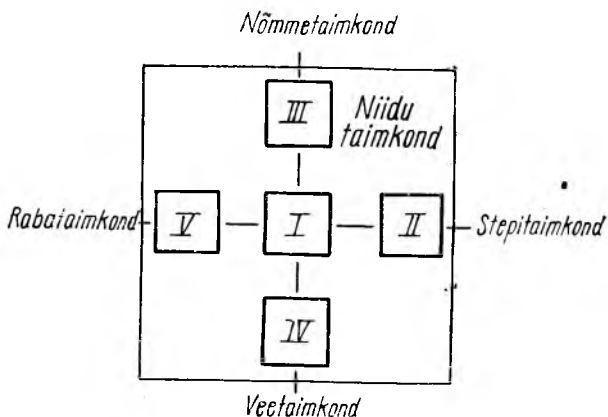 Nõmmetaimkond
III
Niidu
taimkond
Rabataimkond
V
I
II
Stepitaimkond
IV
Veetaimkond